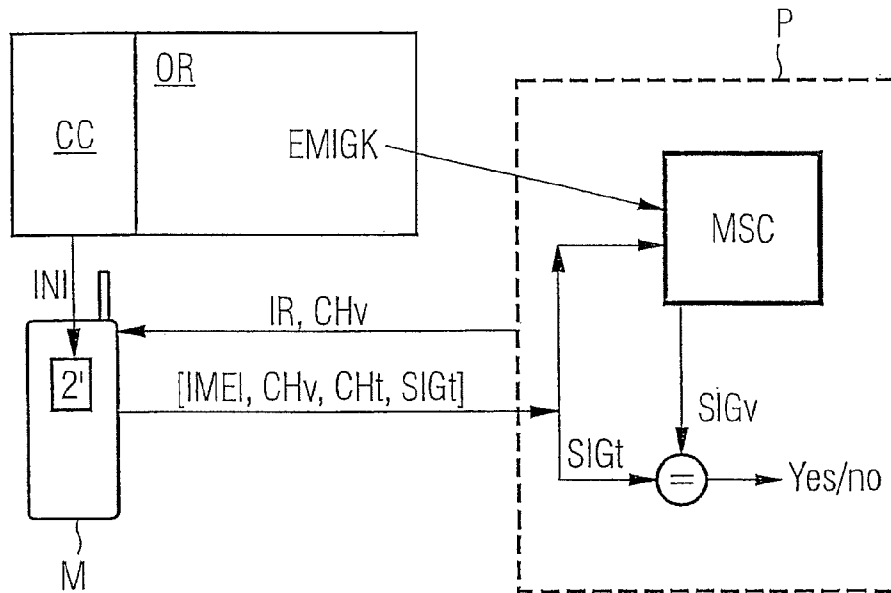 P
OR
CC
EMIGK
MSC
INI
IR, CHv
2'
[IMEI, CHv, CHt, SIGt]
SIGv
SIGt
=
Yes/no
M